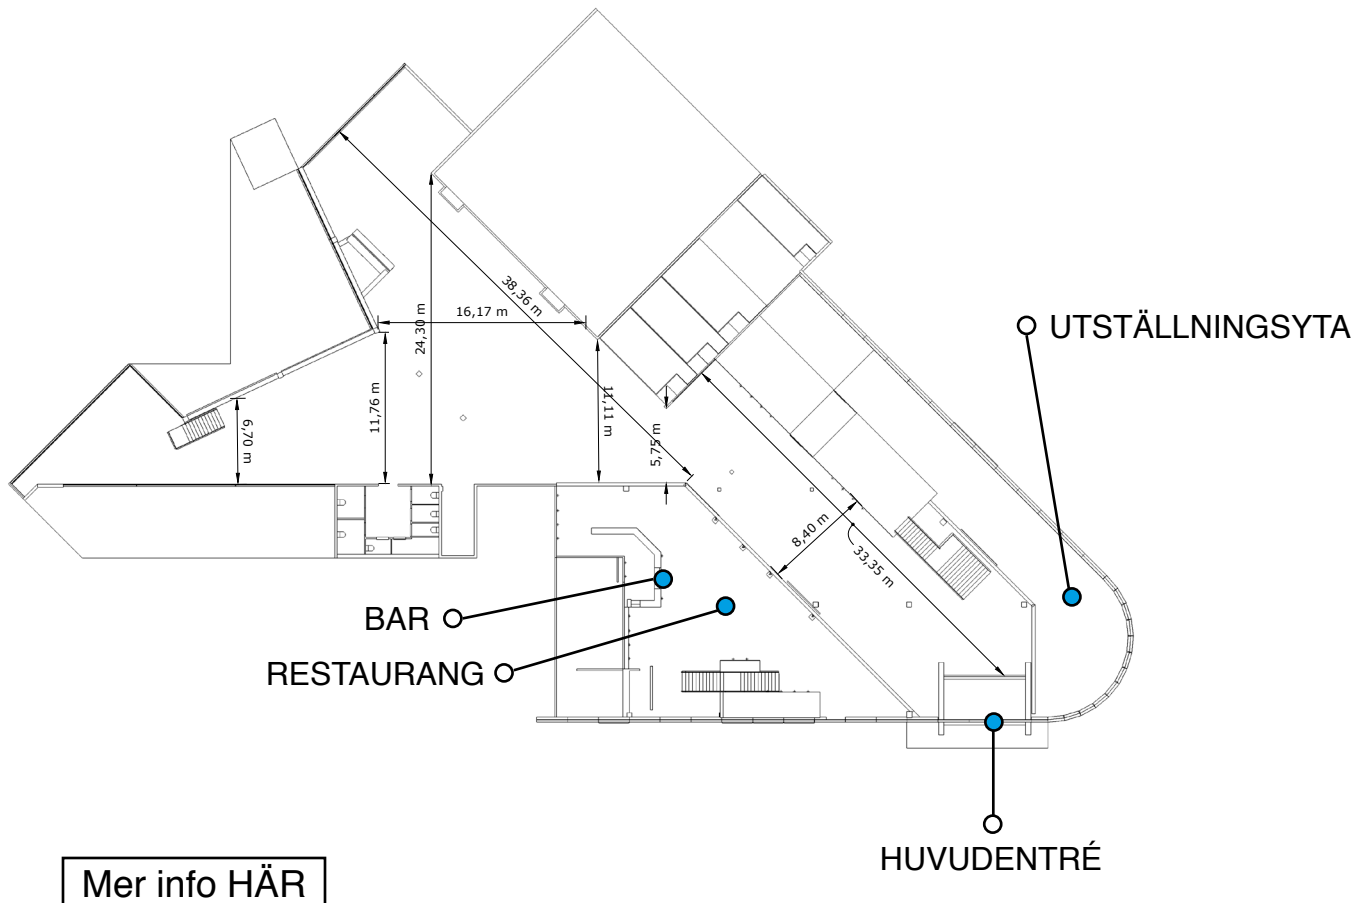 38,36 m
16,17 m
24,30 m
11,76 m
6,70 m
11,11 m
5,75 m
8,40 m
33,35 m
UTSTÄLLNINGSYTA
BAR
RESTAURANG
HUVUDENTRÉ
Mer info HÄR